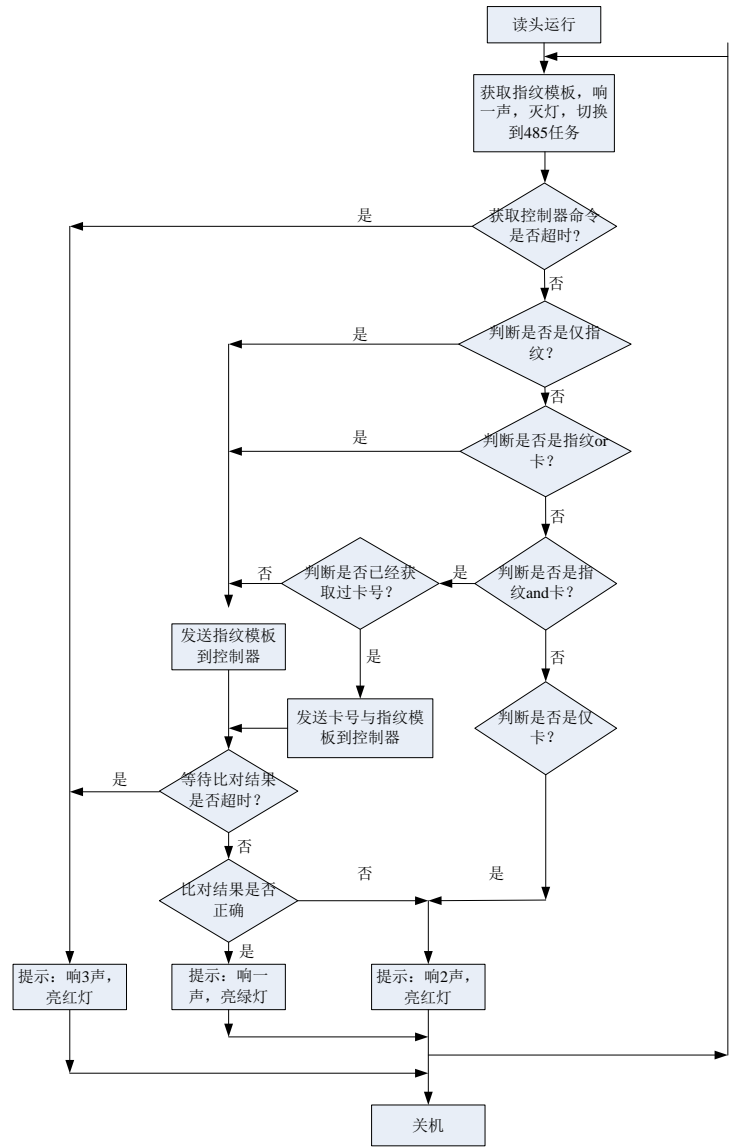 读头运行
获取指纹模板，响
一声，灭灯，切换
到485任务
获取控制器命令
是否超时？
是
否
判断是否是仅指
纹？
是
否
判断是否是指纹or
卡？
是
否
判断是否是指
纹and卡？
是
判断是否已经获
取过卡号？
否
是
否
发送指纹模板
到控制器
发送卡号与指纹模
板到控制器
判断是否是仅
卡？
等待比对结果
是否超时？
是
否
比对结果是否
正确
否
是
是
提示：响3声，
亮红灯
提示：响一
声，亮绿灯
提示：响2声，
亮红灯
关机